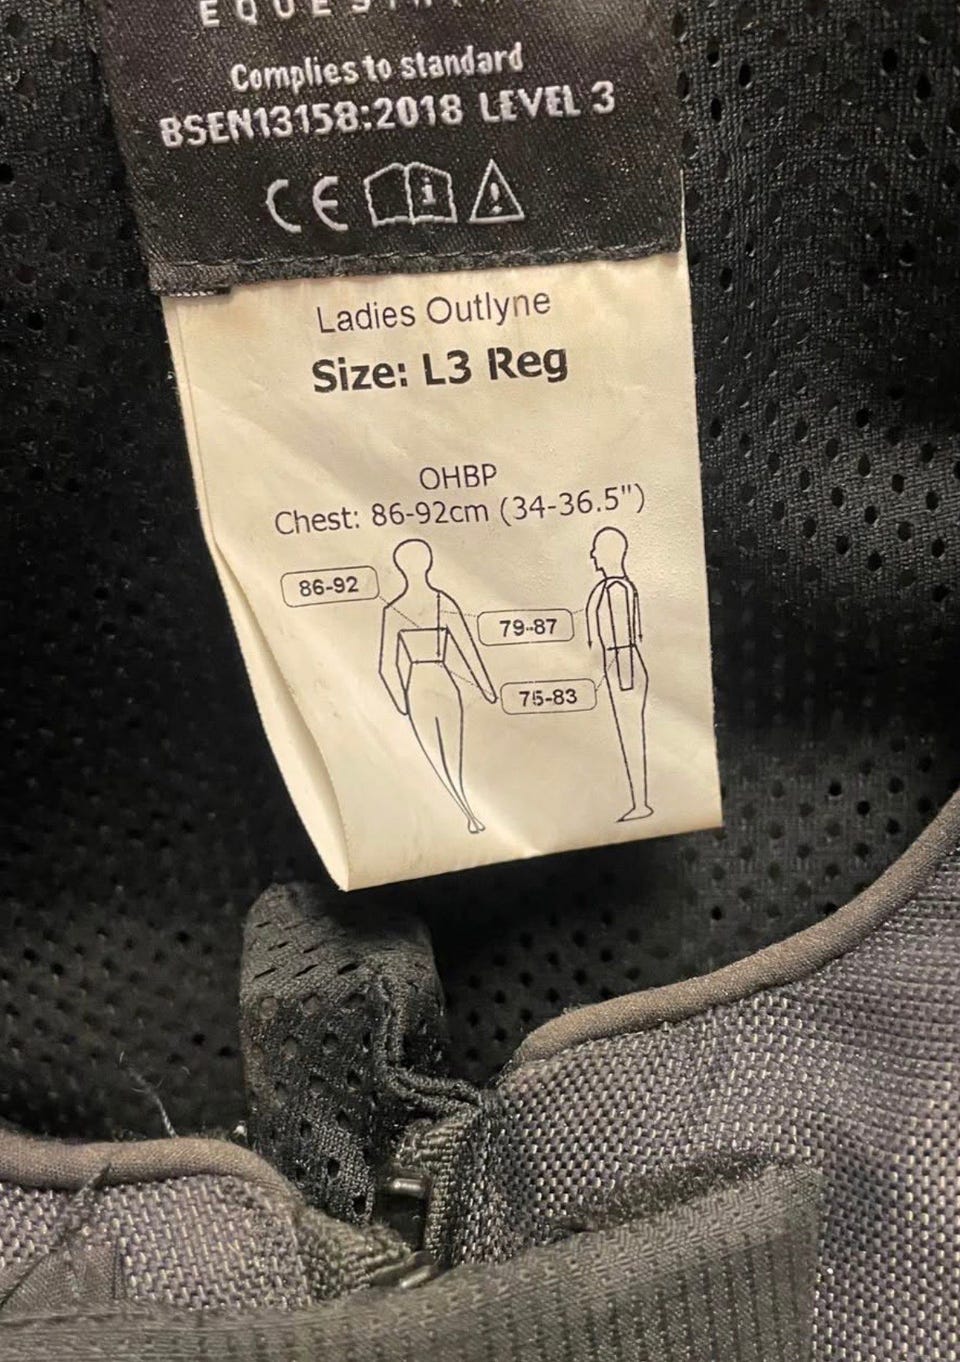 Complies to standard
BSEN13158:2018 LEVEL 3
CE
Ladies Outlyne
Size: L3 Reg
OHBP
Chest: 86-92cm (34-36.5")
86-92
79-87
75-83